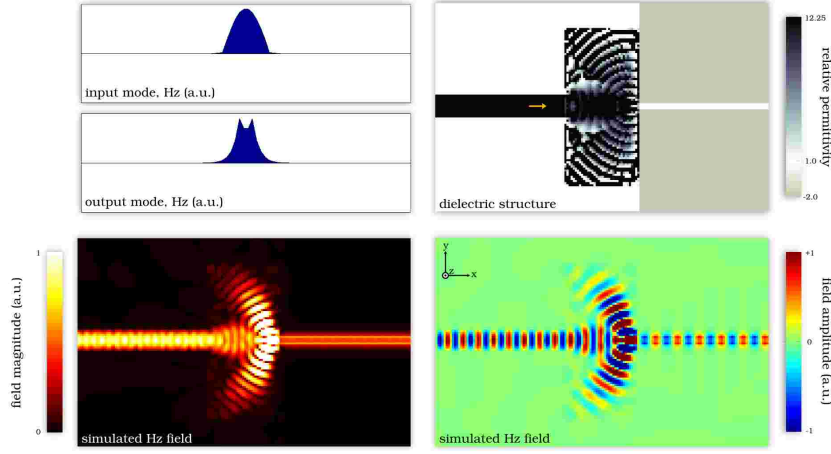 input mode, Hz (a.u.)
output mode, Hz (a.u.)
dielectric structure
12.25
1.0
-2.0
relative permittivity
field magnitude (a.u.)
1
0
simulated Hz field
y
z
x
simulated Hz field
+1
0
-1
field amplitude (a.u.)